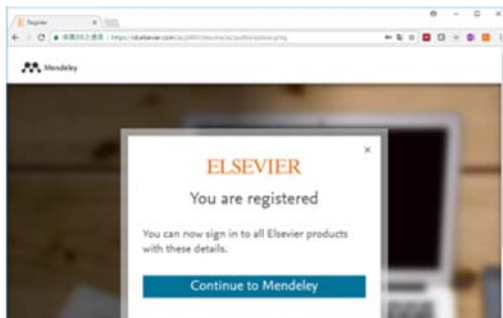 Register
Mendeley
ELSEVIER
You are registered
You can now sign in to all Elsevier products
with these details.
Continue to Mendeley